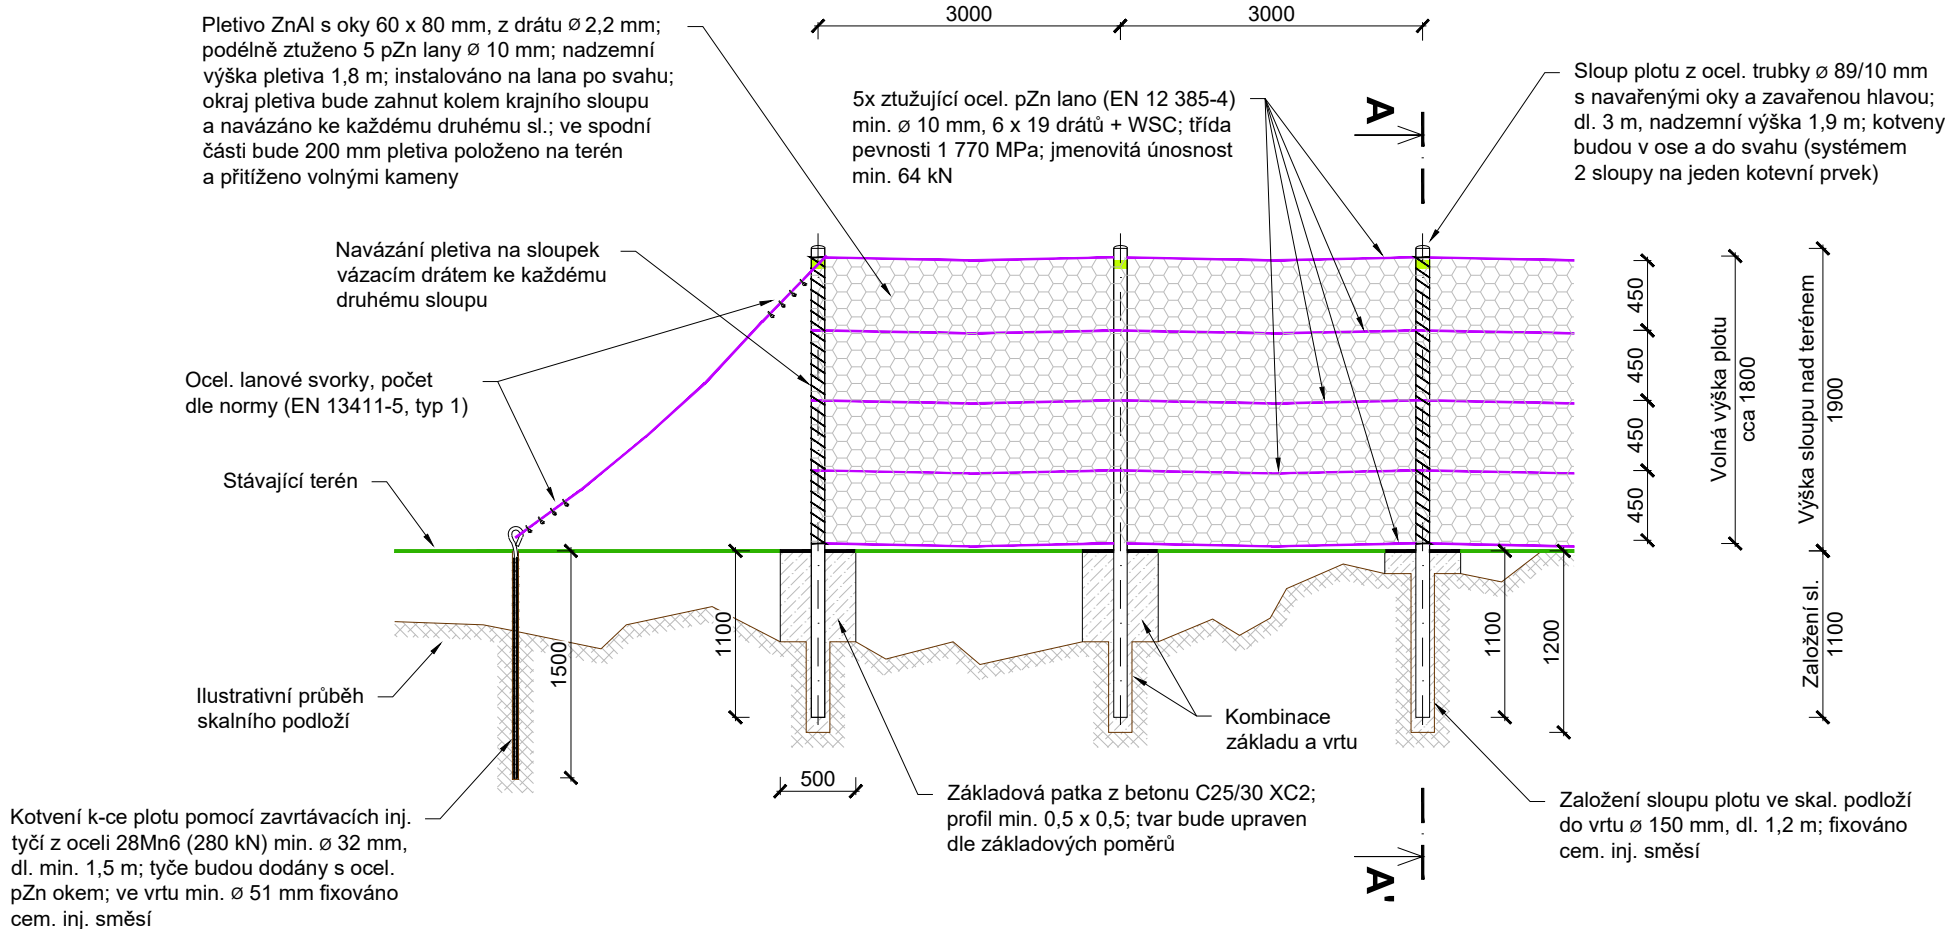 3000
3000
Pletivo ZnAl s oky 60 x 80 mm, z drátu ø 2,2 mm;
podélně ztuženo 5 pZn lany ø 10 mm; nadzemní
výška pletiva 1,8 m; instalováno na lana po svahu;
okraj pletiva bude zahnut kolem krajního sloupu
a navázáno ke každému druhému sl.; ve spodní
části bude 200 mm pletiva položeno na terén
a přitíženo volnými kameny
5x ztužující ocel. pZn lano (EN 12 385-4)
min. ø 10 mm, 6 x 19 drátů + WSC; třída
pevnosti 1 770 MPa; jmenovitá únosnost
min. 64 kN
A
Sloup plotu z ocel. trubky ø 89/10 mm
s navařenými oky a zavařenou hlavou;
dl. 3 m, nadzemní výška 1,9 m; kotveny
budou v ose a do svahu (systémem
2 sloupy na jeden kotevní prvek)
Navázání pletiva na sloupek
vázacím drátem ke každému
druhému sloupu
Ocel. lanové svorky, počet
dle normy (EN 13411-5, typ 1)
Stávající terén
450
450
450
450
Volná výška plotu
cca 1800
Výška sloupu nad terénem
1900
Založení sl.
1100
1500
1100
1100
1200
500
Ilustrativní průběh
skalního podloží
Kombinace
základu a vrtu
Kotvení k-ce plotu pomocí zavrtávacích inj.
tyčí z oceli 28Mn6 (280 kN) min. ø 32 mm,
dl. min. 1,5 m; tyče budou dodány s ocel.
pZn okem; ve vrtu min. ø 51 mm fixováno
cem. inj. směsí
Základová patka z betonu C25/30 XC2;
profil min. 0,5 x 0,5; tvar bude upraven
dle základových poměrů
Založení sloupu plotu ve skal. podloží
do vrtu ø 150 mm, dl. 1,2 m; fixováno
cem. inj. směsí
A'